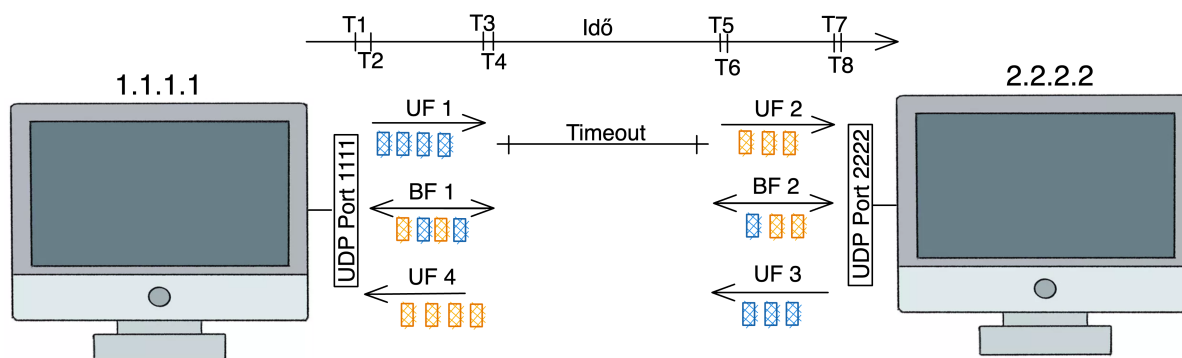 T1 T3 Idő T5 T7
T2 T4 T6 T8
1.1.1.1
2.2.2.2
UF 1
Timeout
UF 2
UDP Port 1111
BF 1
BF 2
UDP Port 2222
UF 4
UF 3